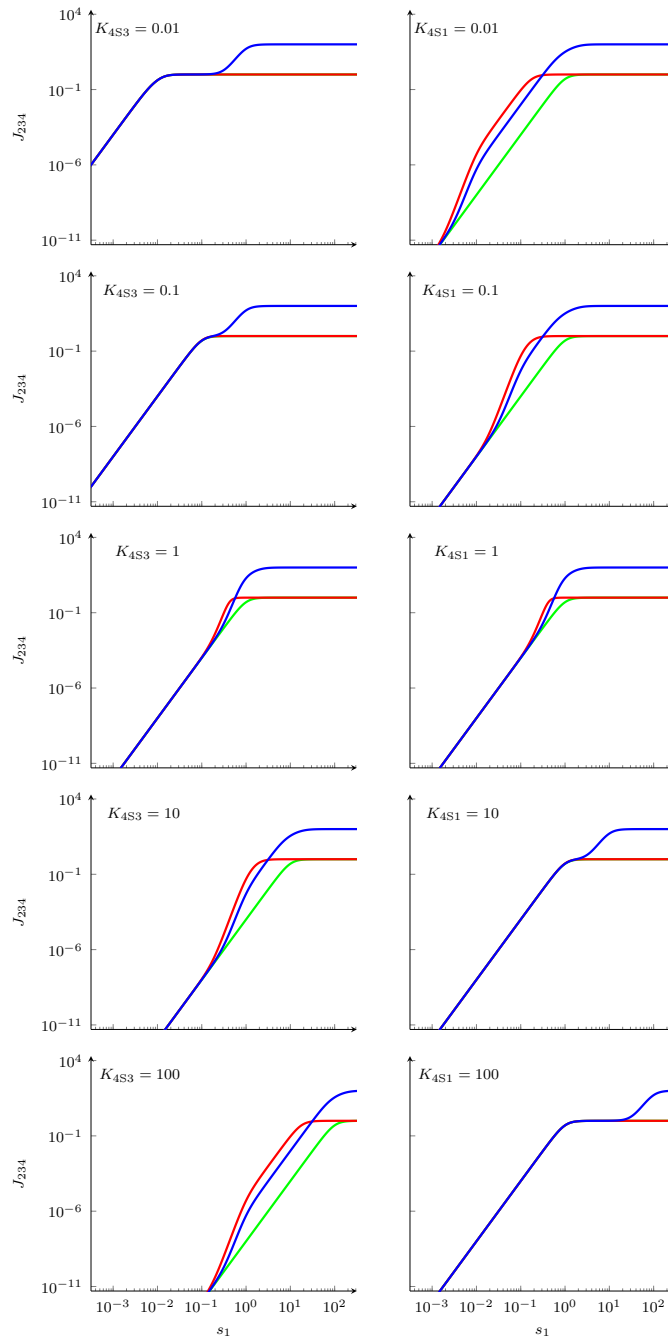 10^4
10^{-1}
10^{-6}
10^{-11}
J_{234}
K_{4S3} = 0.01
K_{4S1} = 0.01
10^4
10^{-1}
10^{-6}
10^{-11}
J_{234}
K_{4S3} = 0.1
K_{4S1} = 0.1
10^4
10^{-1}
10^{-6}
10^{-11}
J_{234}
K_{4S3} = 1
K_{4S1} = 1
10^4
10^{-1}
10^{-6}
10^{-11}
J_{234}
K_{4S3} = 10
K_{4S1} = 10
10^4
10^{-1}
10^{-6}
10^{-11}
J_{234}
K_{4S3} = 100
K_{4S1} = 100
10^{-3} 10^{-2} 10^{-1} 10^0 10^1 10^2
s_1
10^{-3} 10^{-2} 10^{-1} 10^0 10^1 10^2
s_1